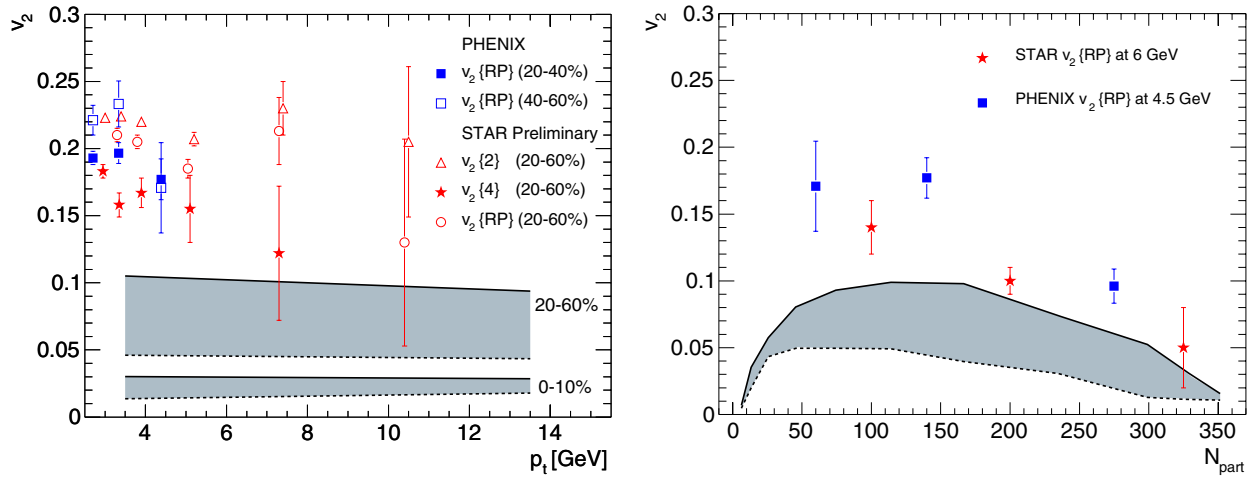 v2
0.3
0.25
0.2
0.15
0.1
0.05
0
PHENIX
v2{RP} (20-40%)
v2{RP} (40-60%)
STAR Preliminary
v2{2} (20-60%)
v2{4} (20-60%)
v2{RP} (20-60%)
20-60%
0-10%
4 6 8 10 12 14
pt [GeV]
v2
0.3
0.25
0.2
0.15
0.1
0.05
0
STAR v2{RP} at 6 GeV
PHENIX v2{RP} at 4.5 GeV
0 50 100 150 200 250 300 350
Npart